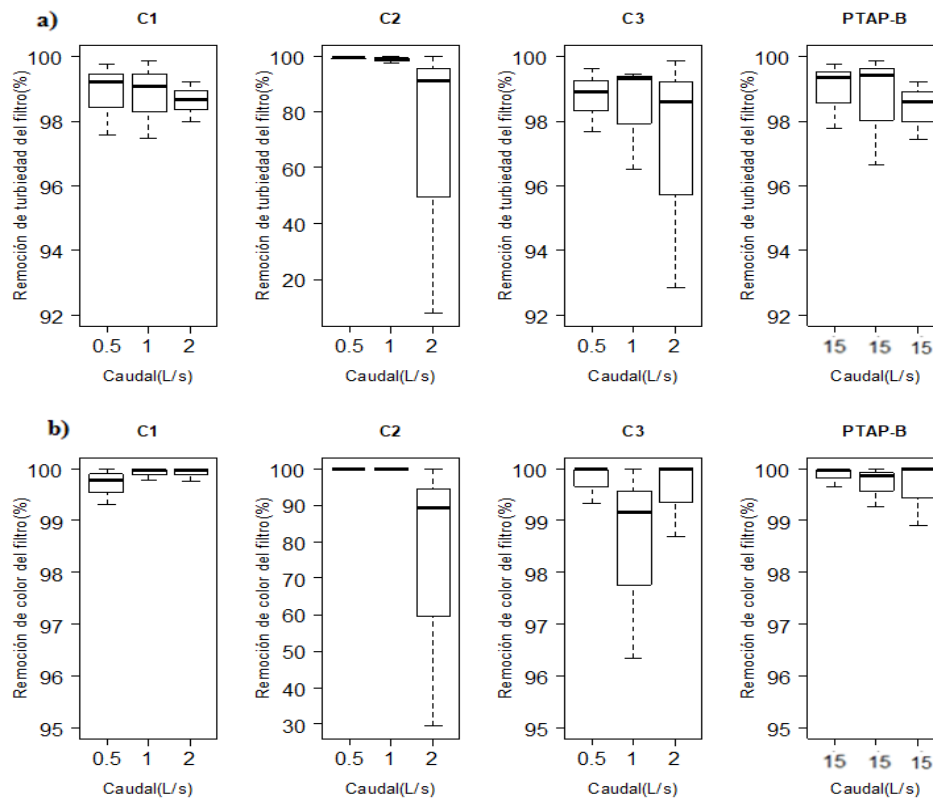 a)
C1
C2
C3
PTAP-B
Remoción de turbiedad del filtro(%)
100
98
96
94
92
0.5 1 2
Caudal(L/s)
Remoción de turbiedad del filtro(%)
100
80
60
40
20
0.5 1 2
Caudal(L/s)
Remoción de turbiedad del filtro(%)
100
98
96
94
92
0.5 1 2
Caudal(L/s)
Remoción de turbiedad del filtro(%)
100
98
96
94
92
15 15 15
Caudal(L/s)
b)
C1
C2
C3
PTAP-B
Remoción de color del filtro(%)
100
99
98
97
96
95
0.5 1 2
Caudal(L/s)
Remoción de color del filtro(%)
100
90
80
70
60
50
40
30
0.5 1 2
Caudal(L/s)
Remoción de color del filtro(%)
100
99
98
97
96
95
0.5 1 2
Caudal(L/s)
Remoción de color del filtro(%)
100
99
98
97
96
95
15 15 15
Caudal(L/s)